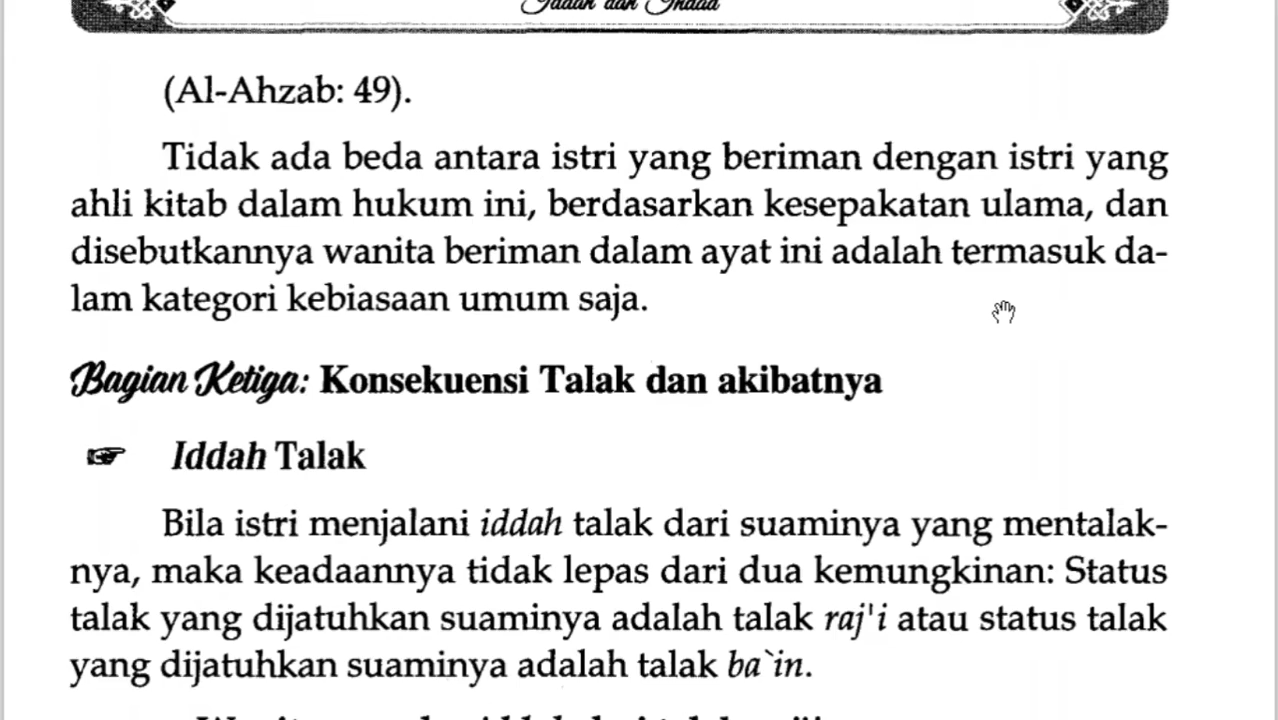 Iddah dan Ihdad
(Al-Ahzab: 49).
Tidak ada beda antara istri yang beriman dengan istri yang
ahli kitab dalam hukum ini, berdasarkan kesepakatan ulama, dan
disebutkannya wanita beriman dalam ayat ini adalah termasuk da-
lam kategori kebiasaan umum saja.
Bagian Ketiga: Konsekuensi Talak dan akibatnya
☞ Iddah Talak
Bila istri menjalani iddah talak dari suaminya yang mentalak-
nya, maka keadaannya tidak lepas dari dua kemungkinan: Status
talak yang dijatuhkan suaminya adalah talak raj'i atau status talak
yang dijatuhkan suaminya adalah talak ba`in.